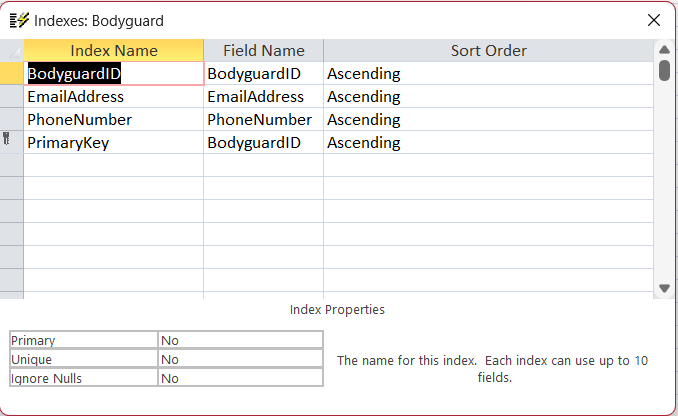 Indexes: Bodyguard
Index Name Field Name Sort Order
BodyguardID BodyguardID Ascending
EmailAddress EmailAddress Ascending
PhoneNumber PhoneNumber Ascending
PrimaryKey BodyguardID Ascending
Index Properties
Primary No
Unique No
Ignore Nulls No
The name for this index. Each index can use up to 10
fields.